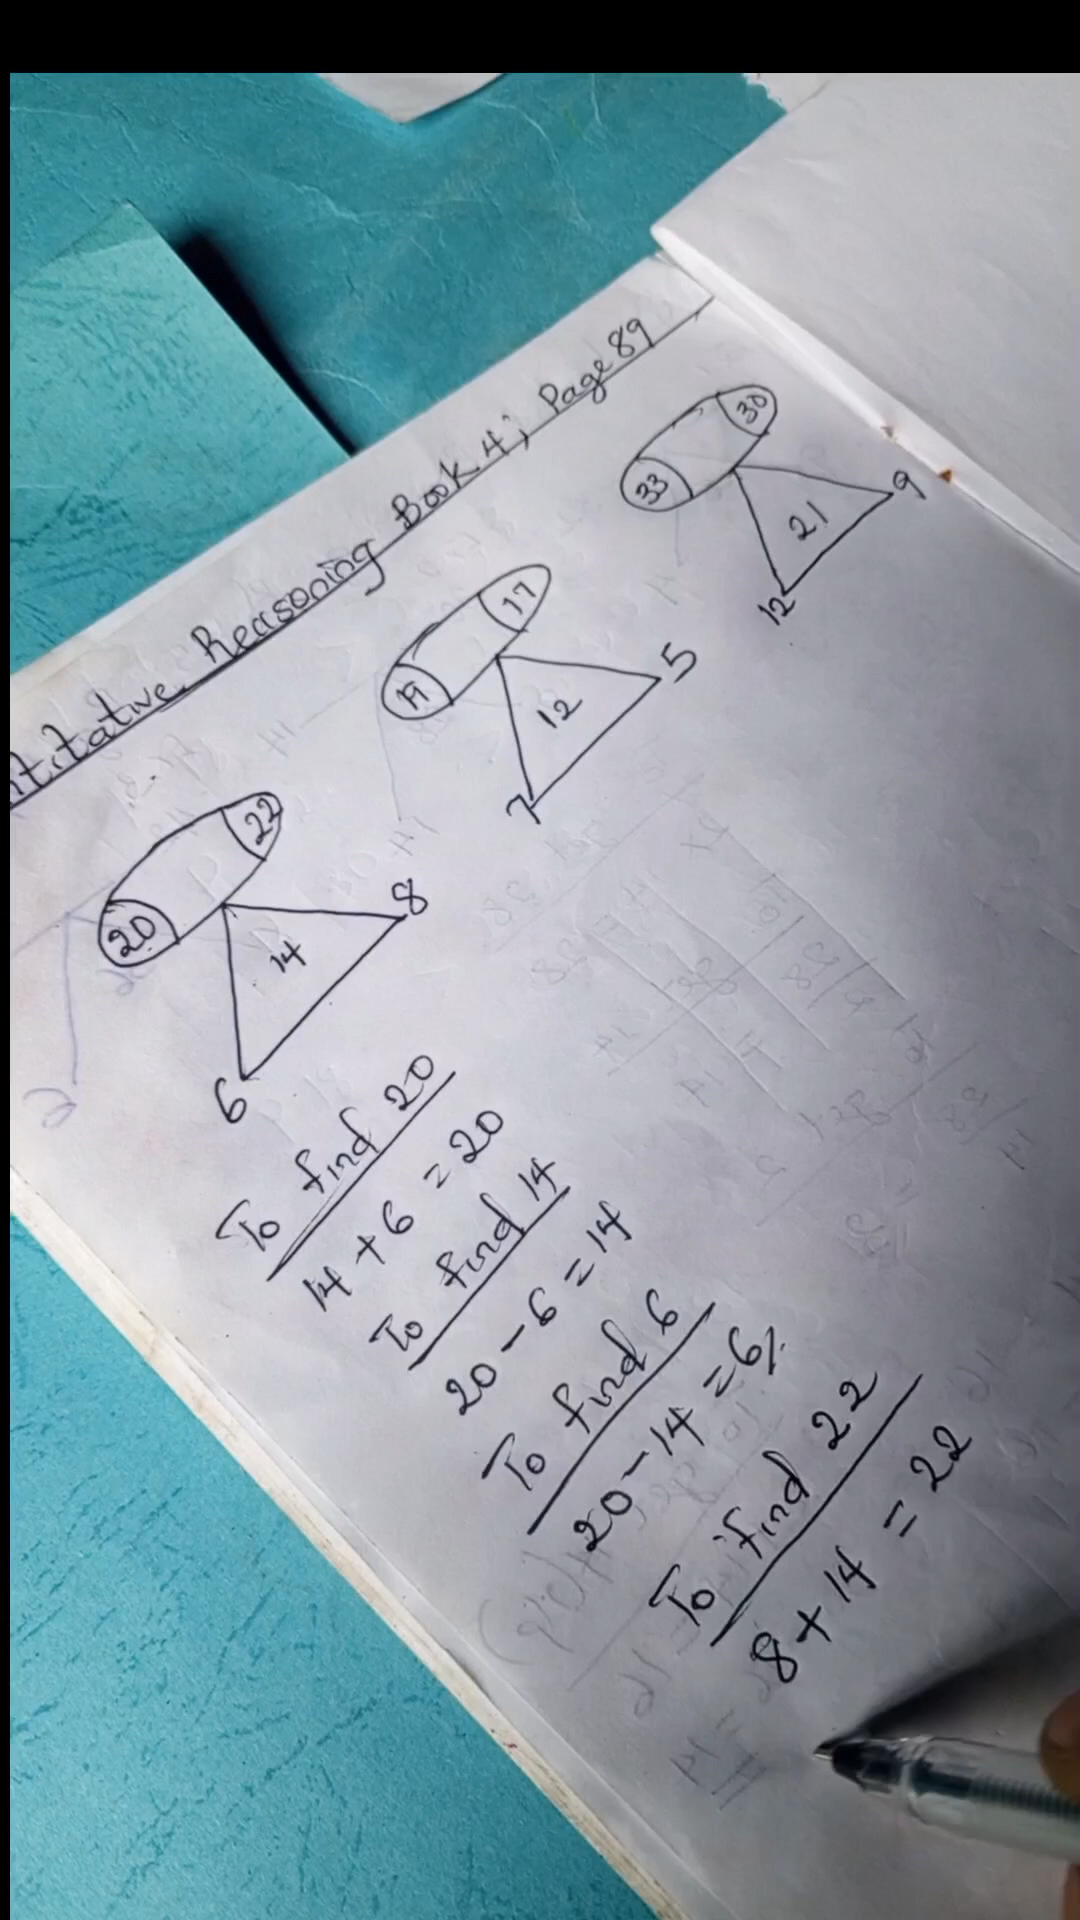 ntitative Reasoning Book 4; Page 89
20 22
14
6 8
19 17
12
7 5
33 30
21
12 9
To find 20
14 + 6 = 20
To find 14
20 - 6 = 14
To find 6
20 - 14 = 6
To find 22
8 + 14 = 22